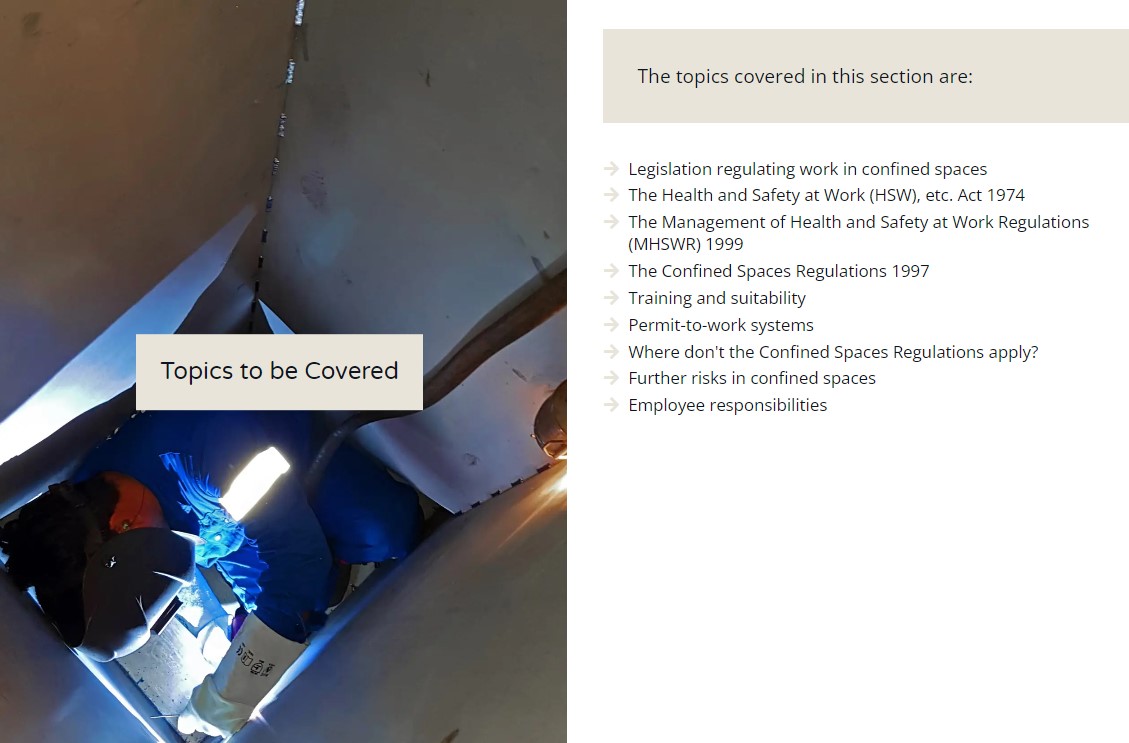 Topics to be Covered
The topics covered in this section are:
Legislation regulating work in confined spaces
The Health and Safety at Work (HSW), etc. Act 1974
The Management of Health and Safety at Work Regulations
(MHSWR) 1999
The Confined Spaces Regulations 1997
Training and suitability
Permit-to-work systems
Where don't the Confined Spaces Regulations apply?
Further risks in confined spaces
Employee responsibilities